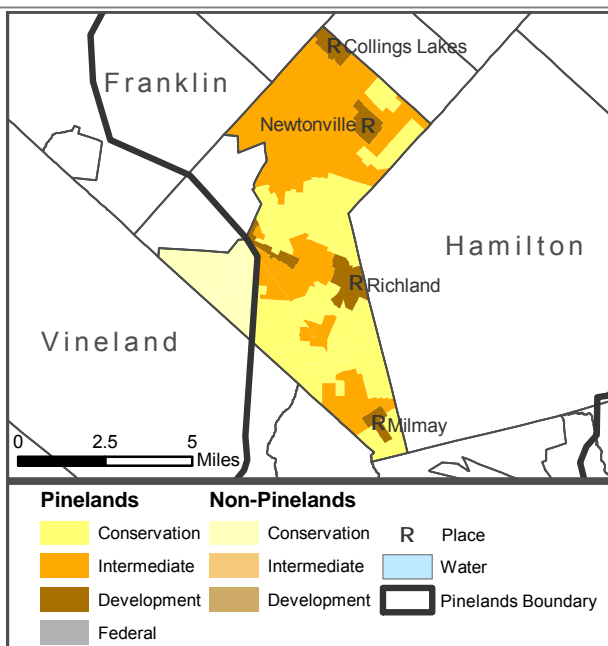 R Collings Lakes
Franklin
Newtonville R
Hamilton
R Richland
Vineland
R Milmay
0 2.5 5
Miles
Pinelands Non-Pinelands
Conservation Conservation R Place
Intermediate Intermediate Water
Development Development Pinelands Boundary
Federal